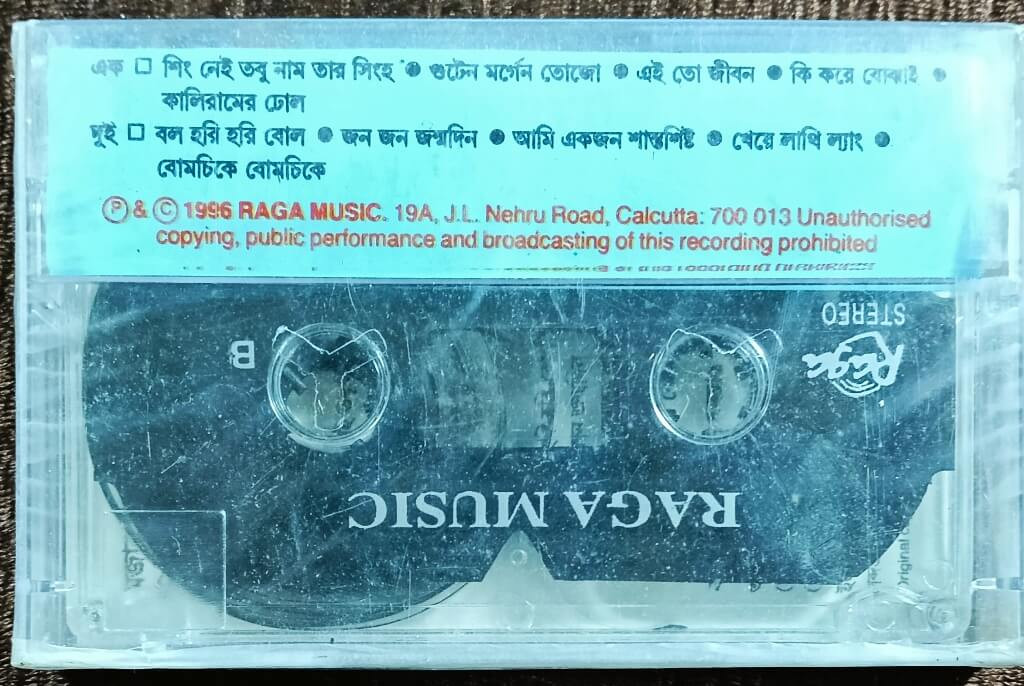 এক □ শিং নেই তবু নাম তার সিংহ ● গুটেন মর্গেন তোজো ● এই তো জীবন ● কি করে বোঝাই ●
কালিরামের ঢোল
দুই □ বল হরি হরি বোল ● জন জন জন্মদিন ● আমি একজন শান্তশিষ্ট ● খেয়ে লাথি ল্যাং ●
বোমচিকে বোমচিকে
Ⓟ & © 1996 RAGA MUSIC. 19A, J.L. Nehru Road, Calcutta: 700 013 Unauthorised
copying, public performance and broadcasting of this recording prohibited
STEREO
B
Raga
RAGA MUSIC
Original